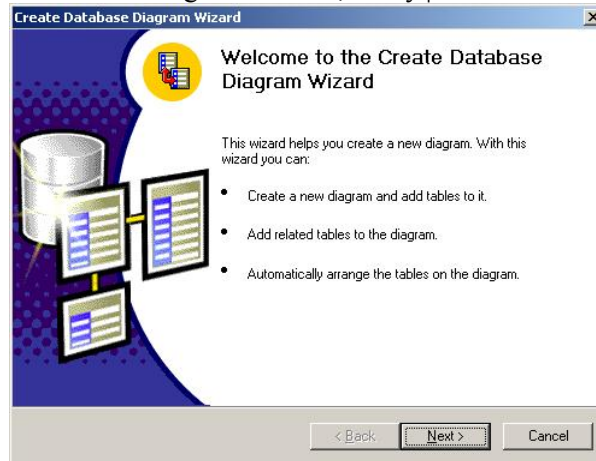 Create Database Diagram Wizard
Welcome to the Create Database
Diagram Wizard
This wizard helps you create a new diagram. With this
wizard you can:
• Create a new diagram and add tables to it.
• Add related tables to the diagram.
• Automatically arrange the tables on the diagram.
< Back
Next >
Cancel